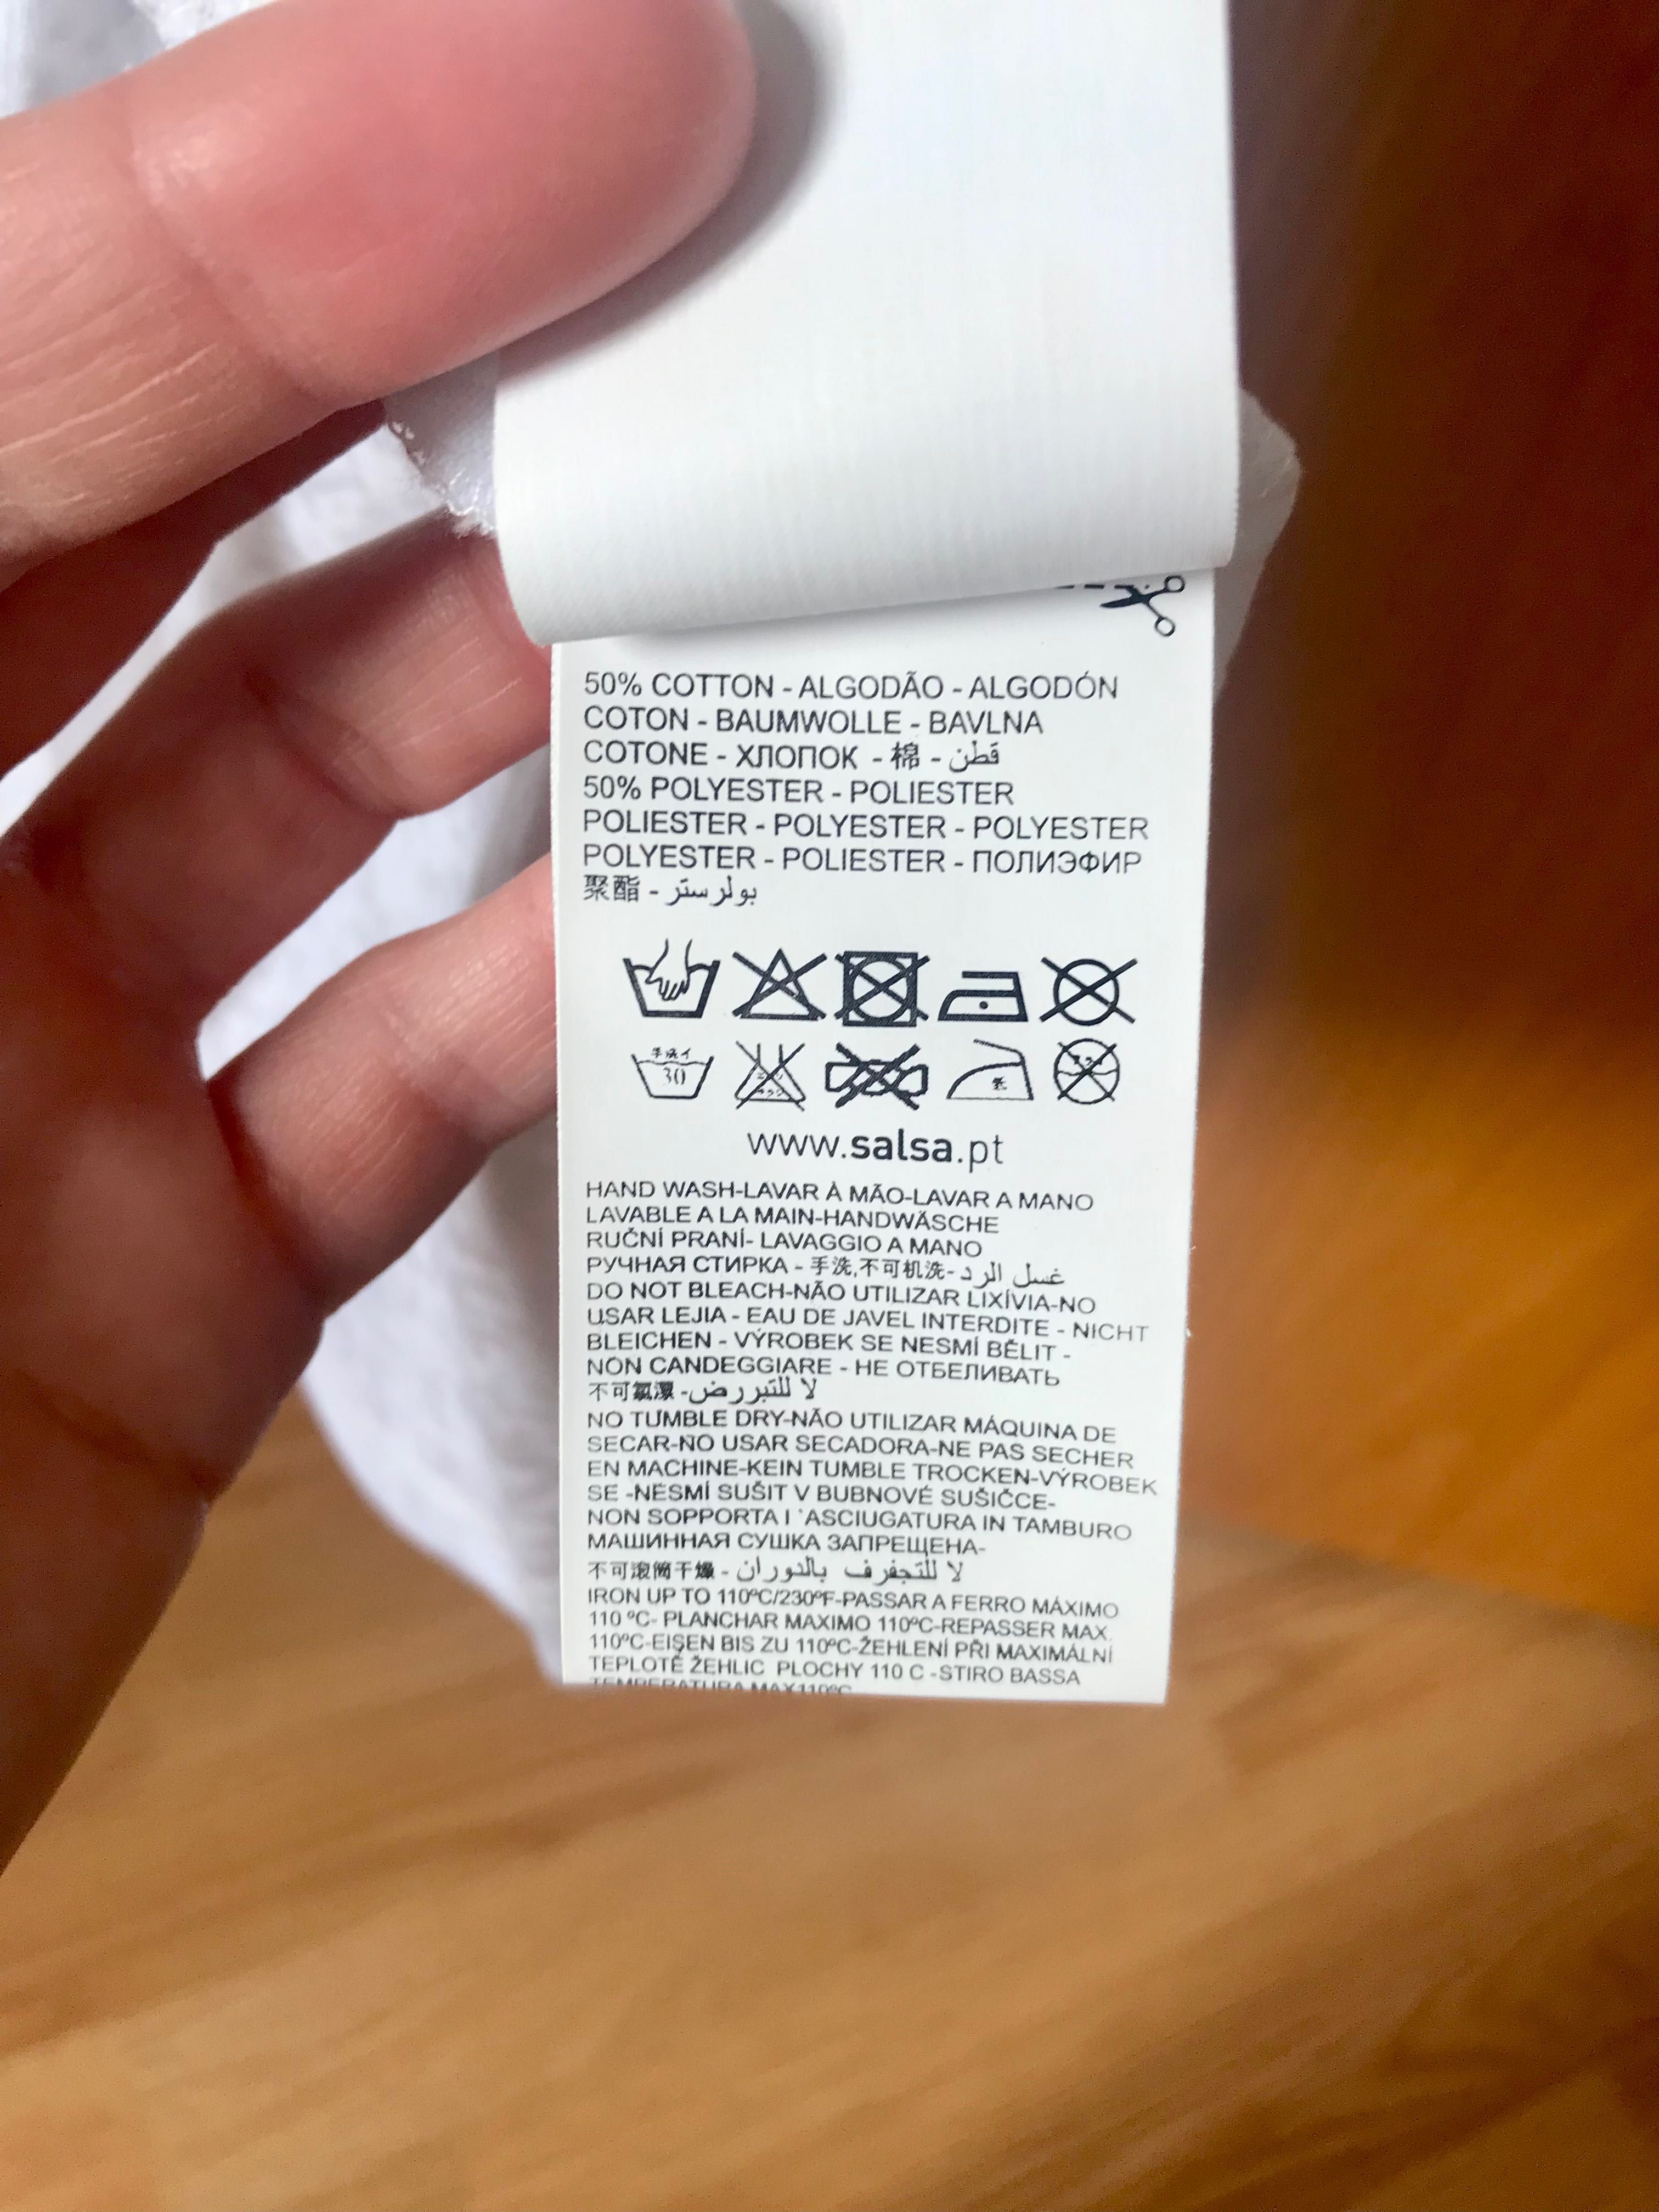 50% COTTON - ALGODÃO - ALGODÓN
COTON - BAUMWOLLE - BAVLNA
COTONE - ХЛОПОК - 棉 - قطن
50% POLYESTER - POLIESTER
POLIESTER - POLYESTER - POLYESTER
POLYESTER - POLIESTER - ПОЛИЭФИР
聚酯 - بولرستر
手洗イ
30
www.salsa.pt
HAND WASH-LAVAR À MÃO-LAVAR A MANO
LAVABLE A LA MAIN-HANDWÄSCHE
RUČNÍ PRANÍ- LAVAGGIO A MANO
РУЧНАЯ СТИРКА - 手洗,不可机洗- غسل الرد
DO NOT BLEACH-NÃO UTILIZAR LIXÍVIA-NO
USAR LEJIA - EAU DE JAVEL INTERDITE - NICHT
BLEICHEN - VÝROBEK SE NESMÍ BĚLIT -
NON CANDEGGIARE - НЕ ОТБЕЛИВАТЬ
不可氯漂 - لا للتبررض
NO TUMBLE DRY-NÃO UTILIZAR MÁQUINA DE
SECAR-NO USAR SECADORA-NE PAS SECHER
EN MACHINE-KEIN TUMBLE TROCKEN-VÝROBEK
SE -NESMÍ SUŠIT V BUBNOVÉ SUŠIČCE-
NON SOPPORTA I 'ASCIUGATURA IN TAMBURO
МАШИННАЯ СУШКА ЗАПРЕЩЕНА-
不可滚筒干燥 - لا للتجفرف بالدوران
IRON UP TO 110ºC/230ºF-PASSAR A FERRO MÁXIMO
110 ºC- PLANCHAR MAXIMO 110ºC-REPASSER MAX.
110ºC-EISEN BIS ZU 110ºC-ŽEHLENÍ PŘI MAXIMÁLNÍ
TEPLOTĚ ŽEHLIC PLOCHY 110 C -STIRO BASSA
TEMPERATURA MAX110ºC